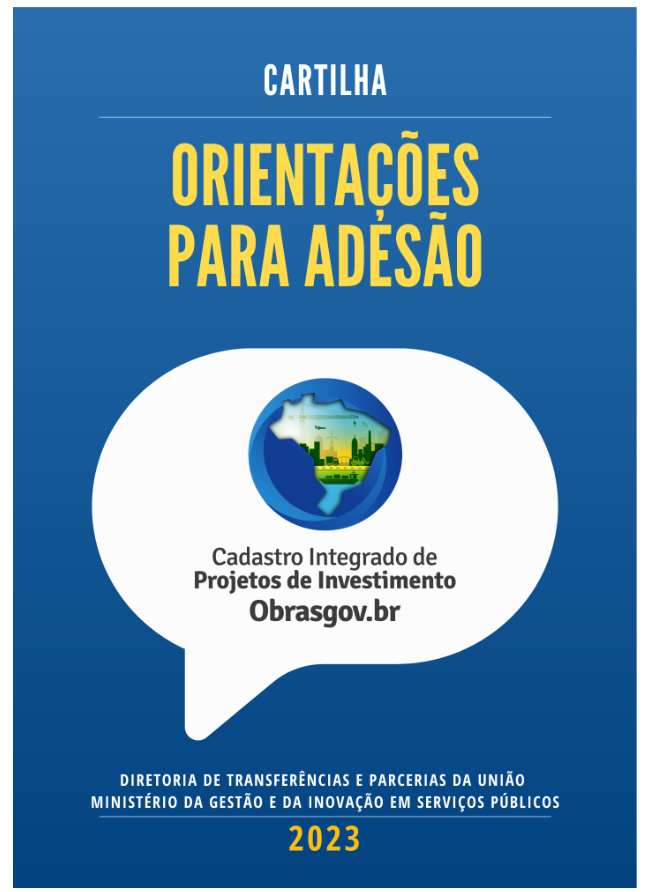 CARTILHA
ORIENTAÇÕES
PARA ADESÃO
Cadastro Integrado de
Projetos de Investimento
Obrasgov.br
DIRETORIA DE TRANSFERÊNCIAS E PARCERIAS DA UNIÃO
MINISTÉRIO DA GESTÃO E DA INOVAÇÃO EM SERVIÇOS PÚBLICOS
2023